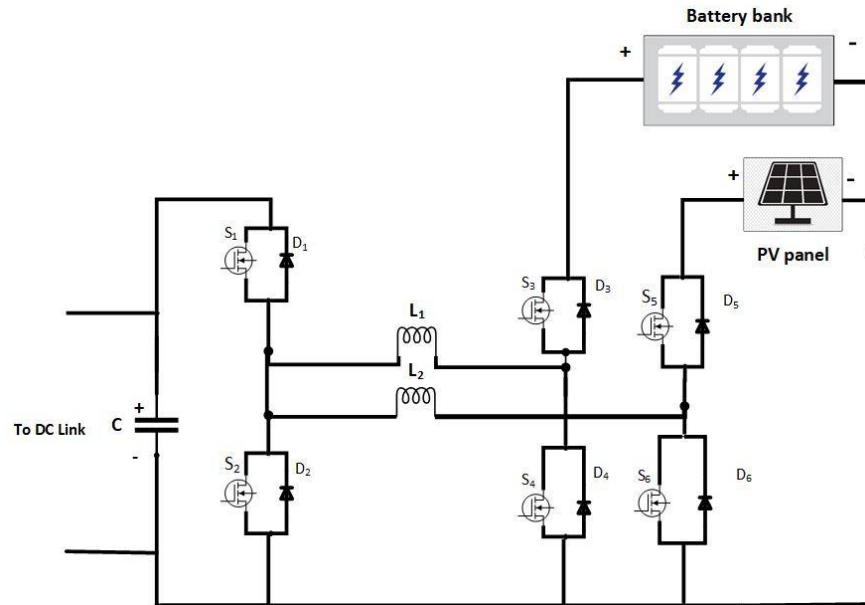 Battery bank
+ -
+ -
PV panel
S1 D1
S3 D3
S5 D5
L1
L2
+
To DC Link C
-
S2 D2
S4 D4
S6 D6